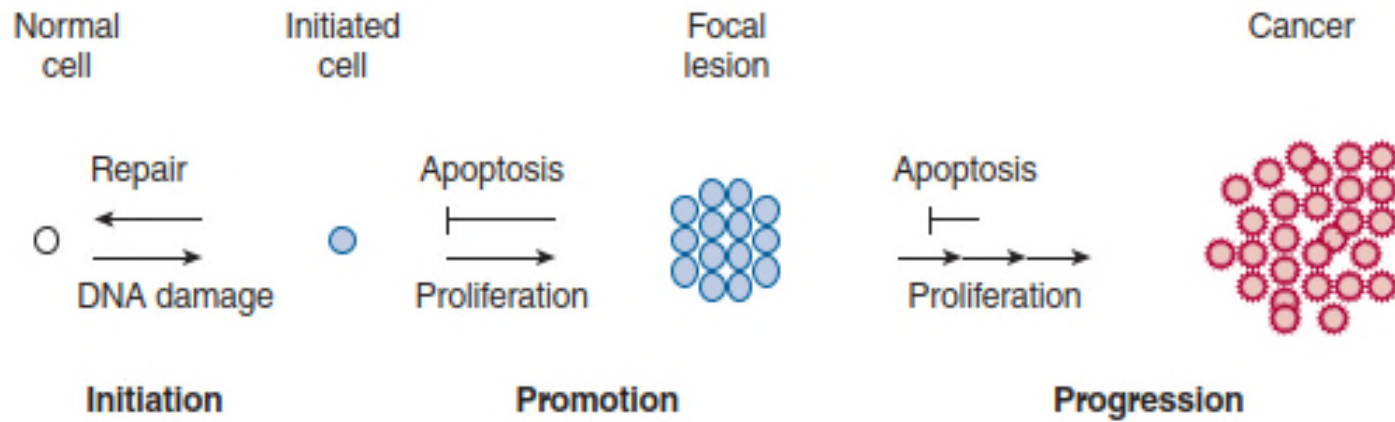 Normal
cell
Initiated
cell
Focal
lesion
Cancer
Repair
DNA damage
Apoptosis
Proliferation
Apoptosis
Proliferation
Initiation
Promotion
Progression